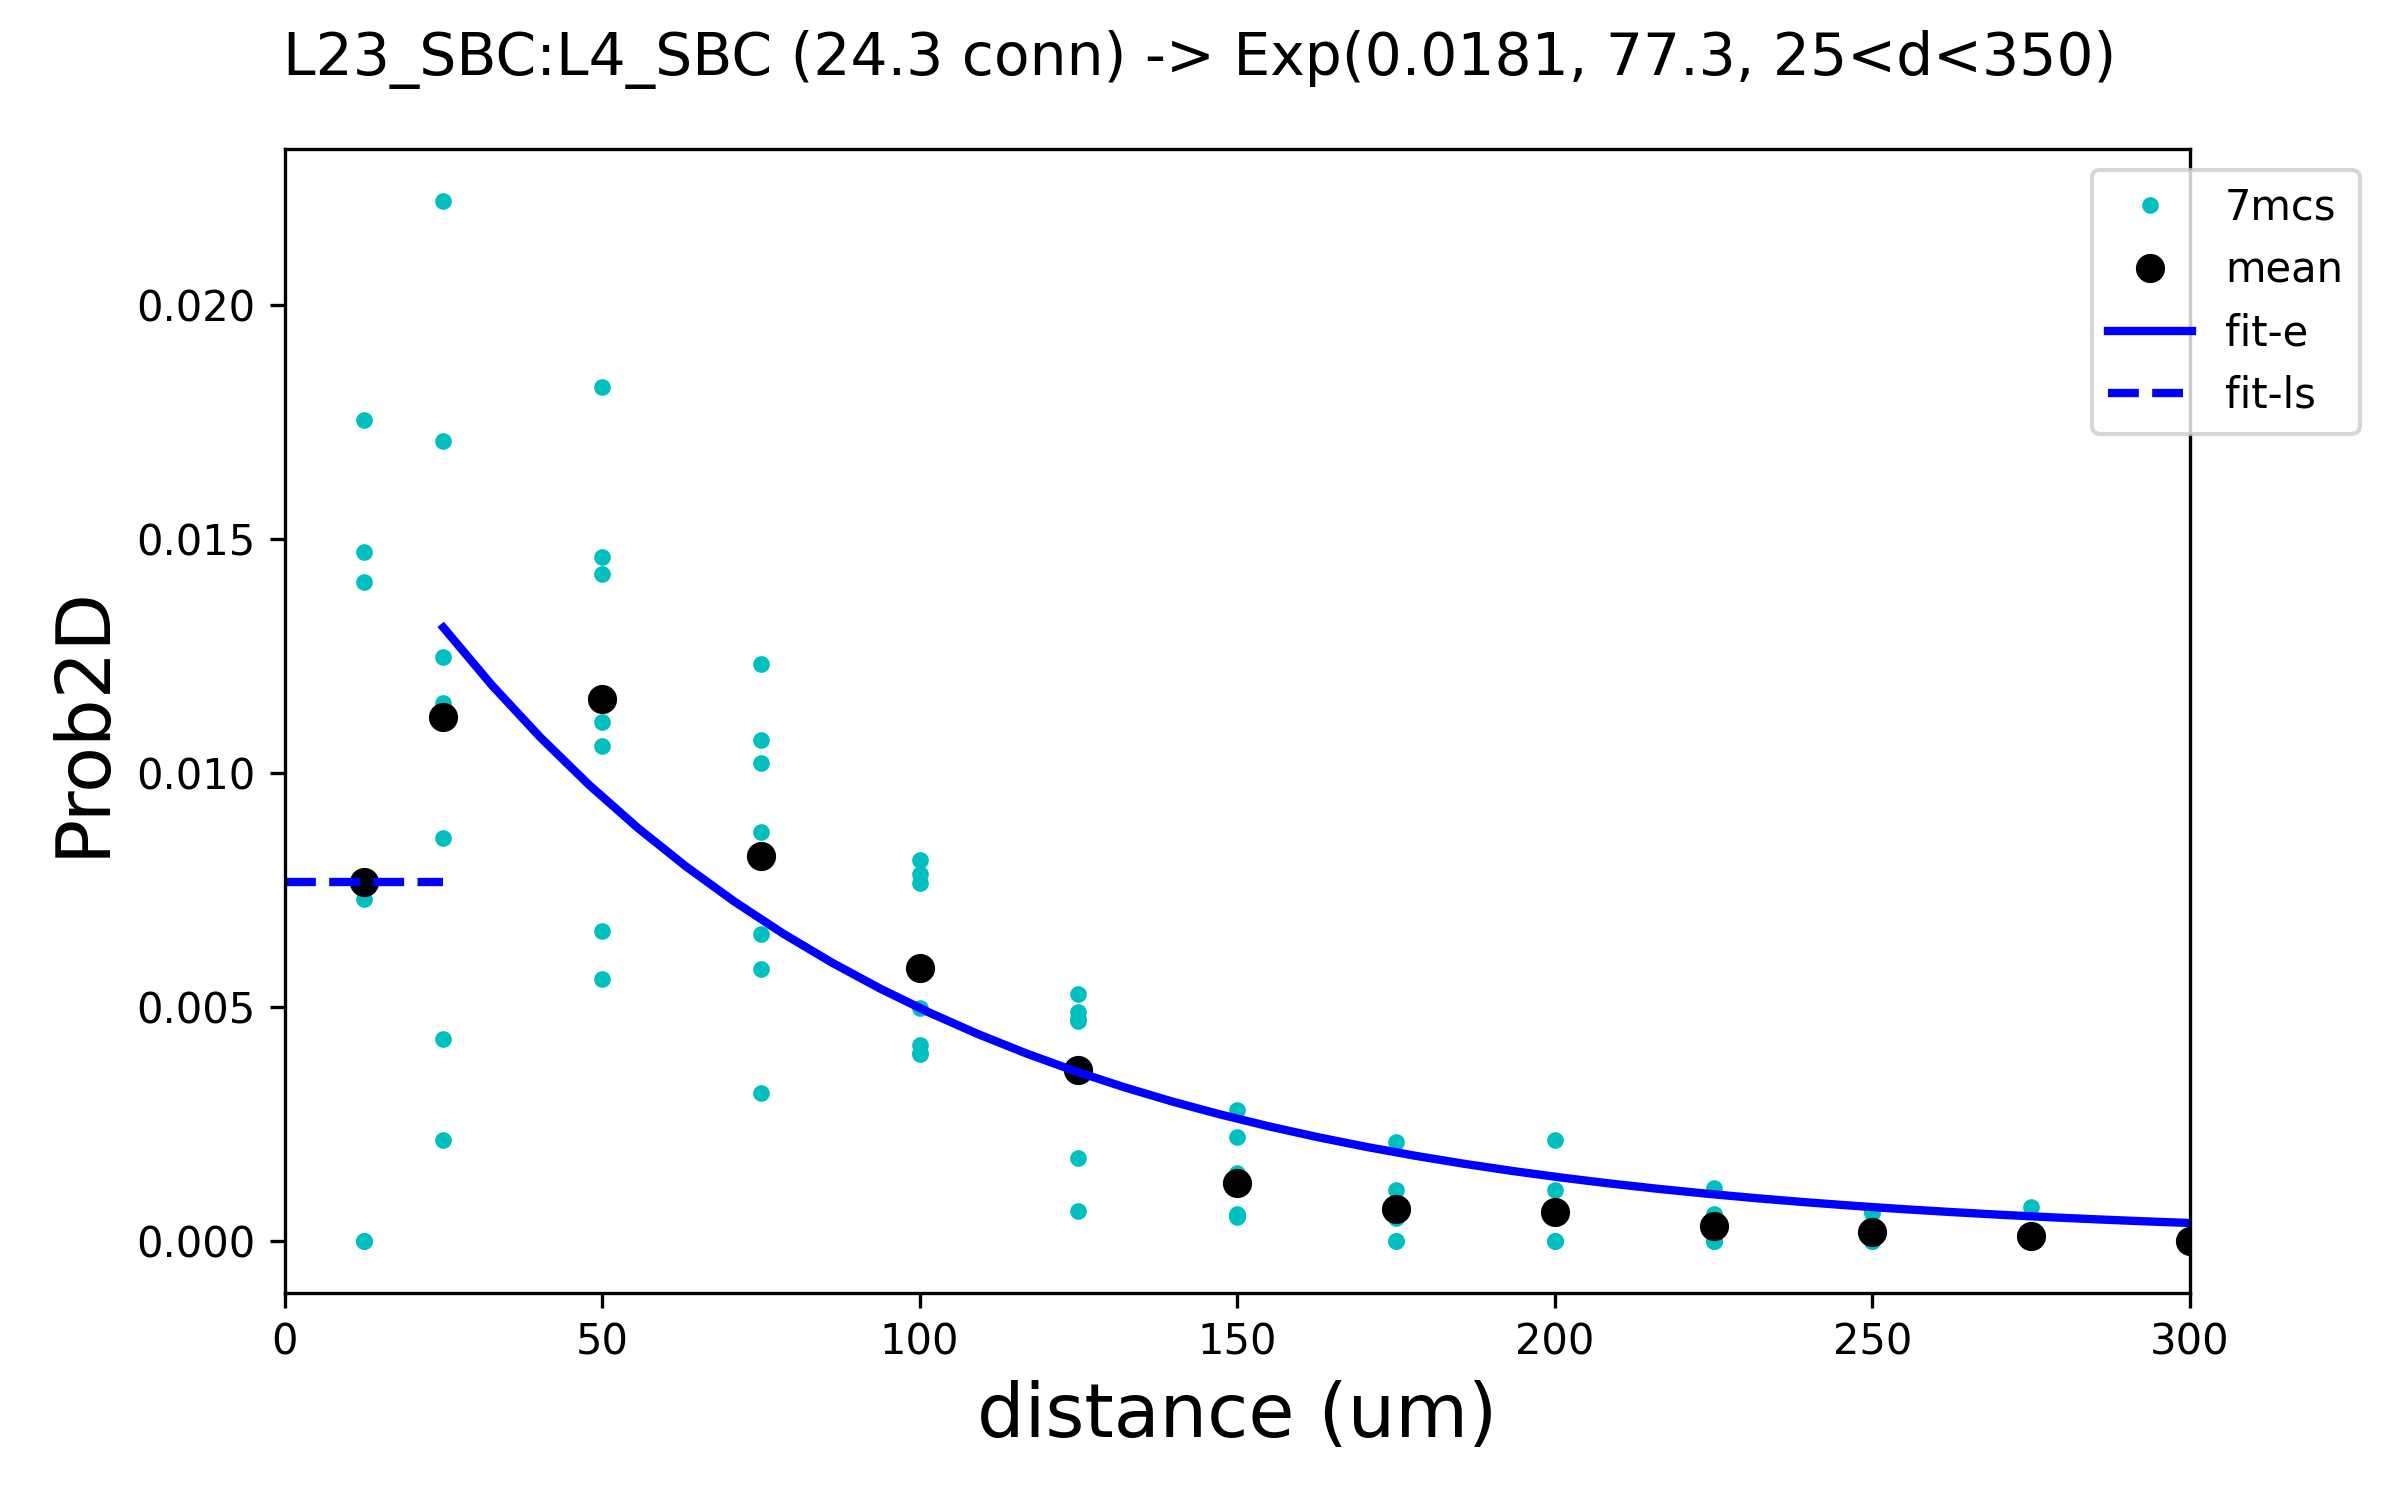 L23_SBC:L4_SBC (24.3 conn) -> Exp(0.0181, 77.3, 25<d<350)
7mcs
mean
fit-e
fit-ls
Prob2D
0.020
0.015
0.010
0.005
0.000
0 50 100 150 200 250 300
distance (um)